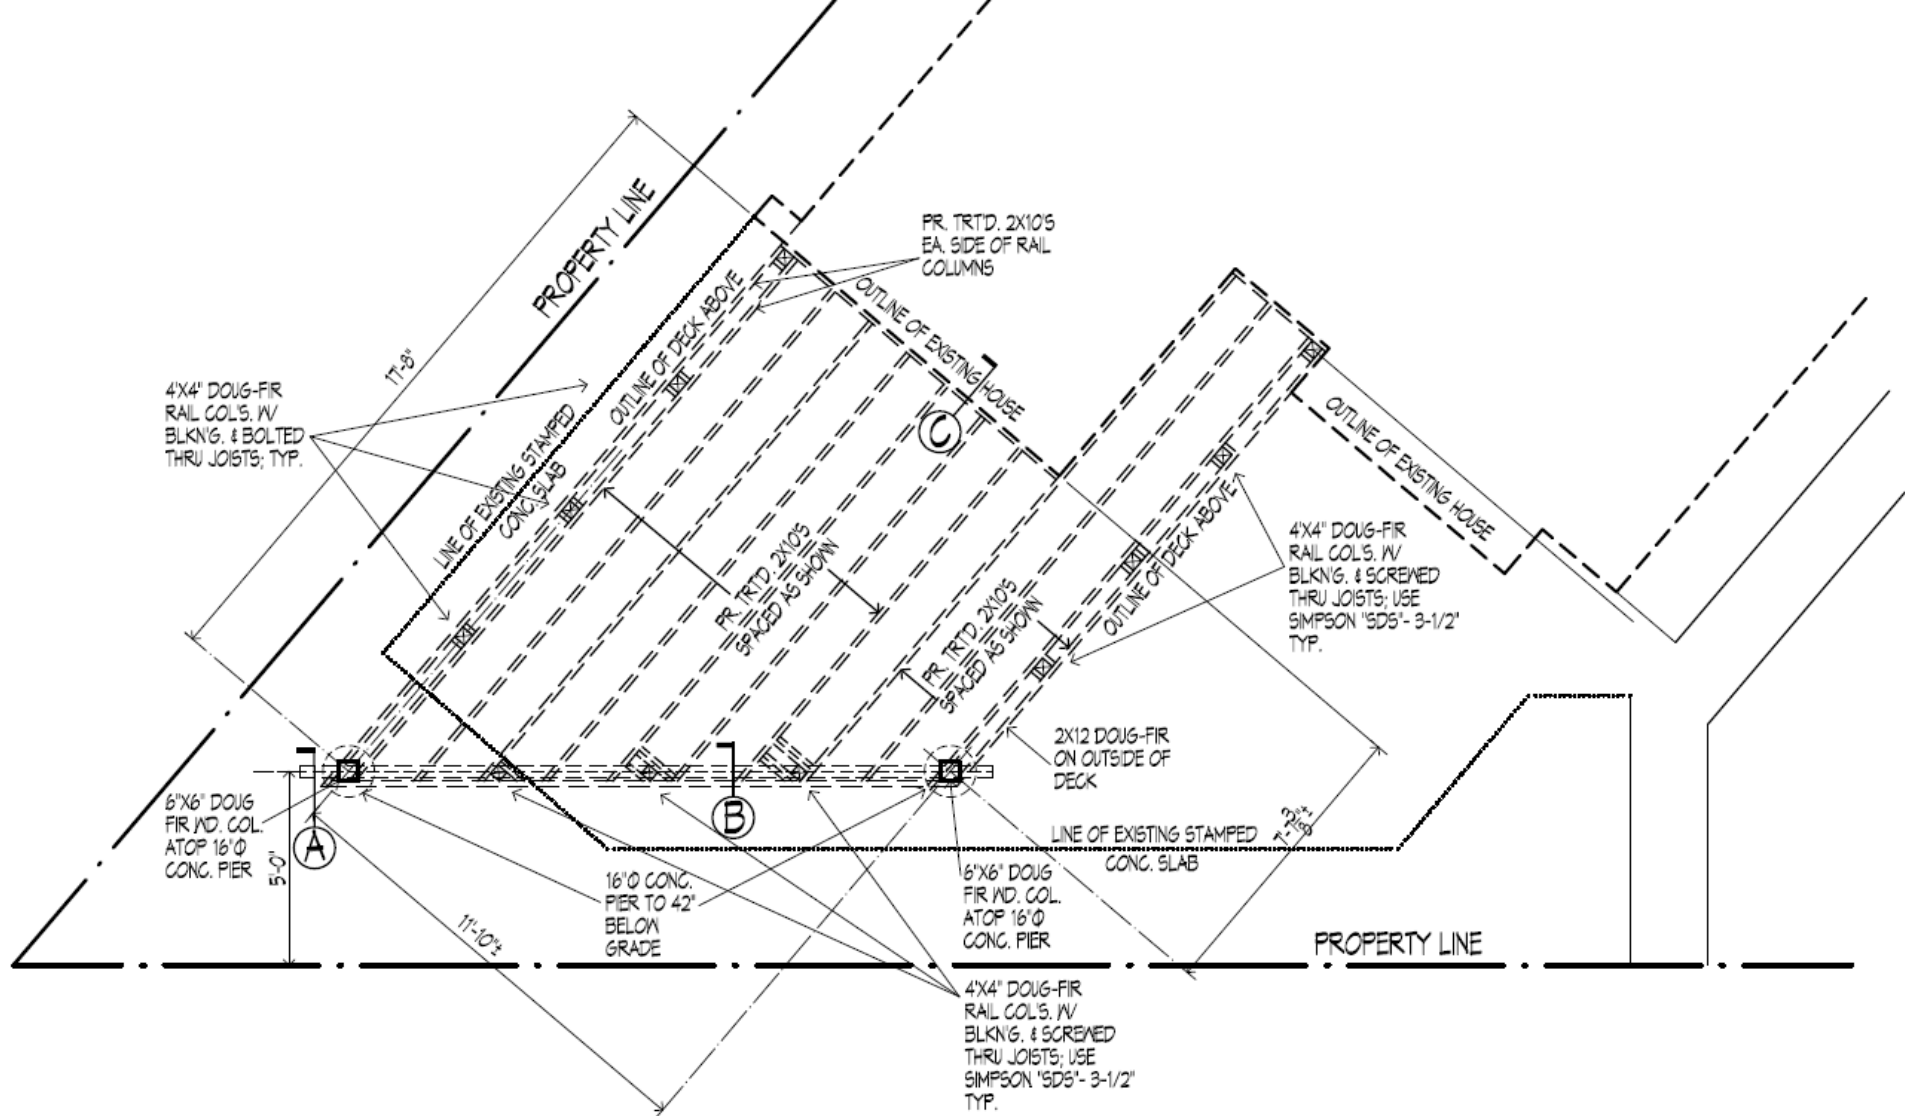 PROPERTY LINE
PR. TRT'D. 2X10'S
EA. SIDE OF RAIL
COLUMNS
OUTLINE OF DECK ABOVE
OUTLINE OF EXISTING HOUSE
17'-8"
4"X4" DOUG-FIR
RAIL COL'S. W/
BLKN'G. & BOLTED
THRU JOISTS; TYP.
LINE OF EXISTING STAMPED
CONC. SLAB
C
OUTLINE OF EXISTING HOUSE
PR. TRT'D. 2X10'S
SPACED AS SHOWN
PR. TRT'D. 2X10'S
SPACED AS SHOWN
OUTLINE OF DECK ABOVE
4"X4" DOUG-FIR
RAIL COL'S. W/
BLKN'G. & SCREWED
THRU JOISTS; USE
SIMPSON "SDS"- 3-1/2"
TYP.
2X12 DOUG-FIR
ON OUTSIDE OF
DECK
6"X6" DOUG
FIR WD. COL.
ATOP 16"Ø
CONC. PIER
5'-0"
A
B
LINE OF EXISTING STAMPED
CONC. SLAB
16"Ø CONC.
PIER TO 42"
BELOW
GRADE
6"X6" DOUG
FIR WD. COL.
ATOP 16"Ø
CONC. PIER
11'-10"±
PROPERTY LINE
4"X4" DOUG-FIR
RAIL COL'S. W/
BLKN'G. & SCREWED
THRU JOISTS; USE
SIMPSON "SDS"- 3-1/2"
TYP.